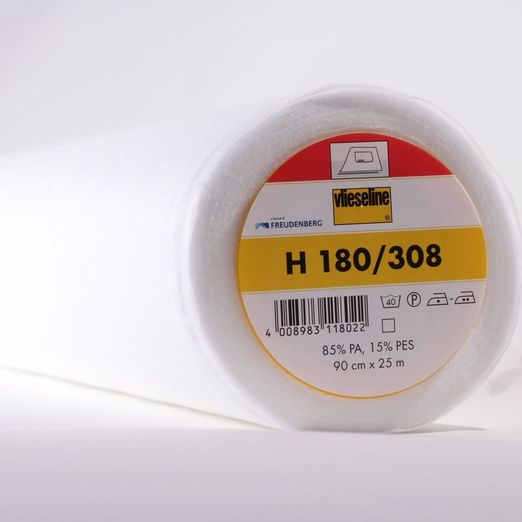 vlieseline
®
FREUDENBERG
H 180/308
40 P
4 008983 118022
85% PA, 15% PES
90 cm x 25 m